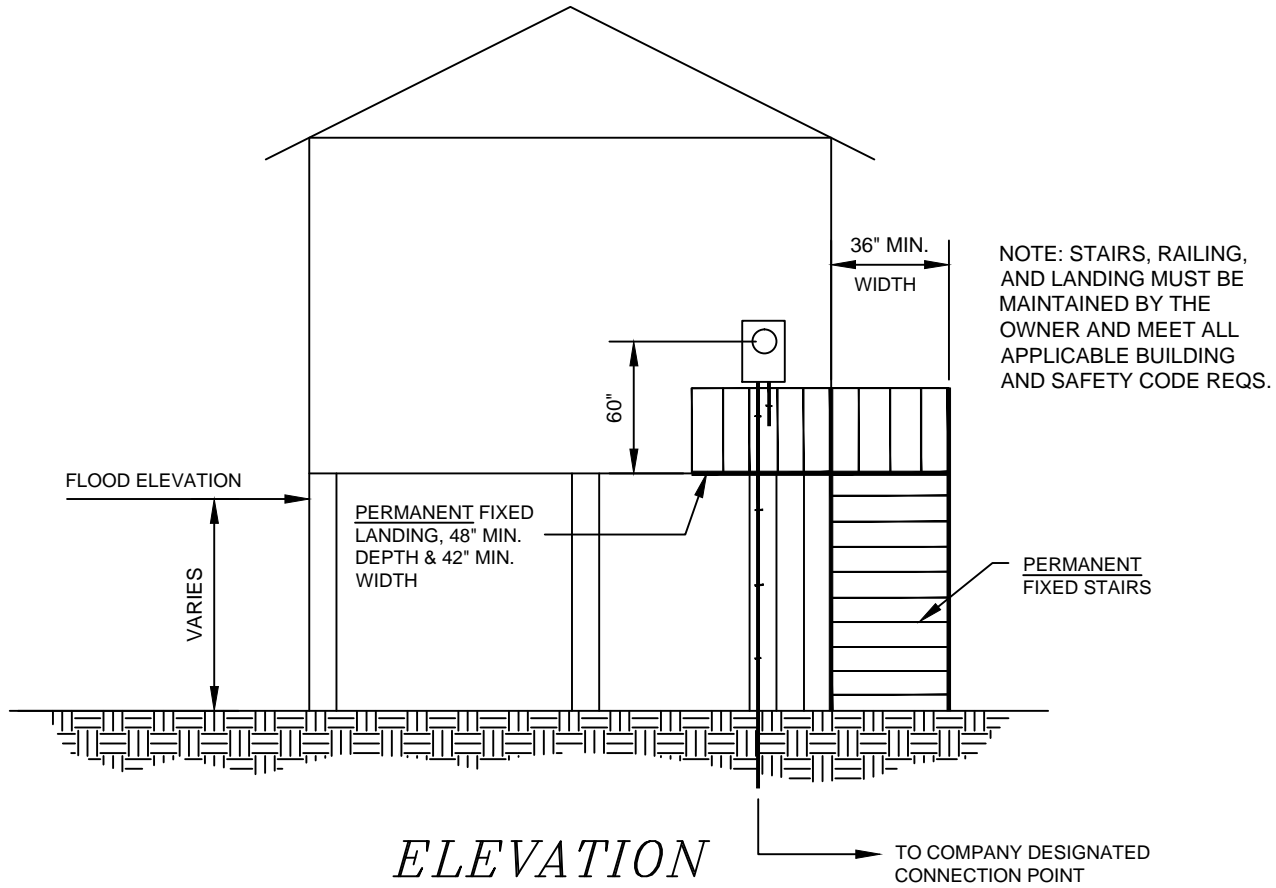 36" MIN.
WIDTH
NOTE: STAIRS, RAILING,
AND LANDING MUST BE
MAINTAINED BY THE
OWNER AND MEET ALL
APPLICABLE BUILDING
AND SAFETY CODE REQS.
60"
FLOOD ELEVATION
VARIES
PERMANENT FIXED
LANDING, 48" MIN.
DEPTH & 42" MIN.
WIDTH
PERMANENT
FIXED STAIRS
ELEVATION
TO COMPANY DESIGNATED
CONNECTION POINT